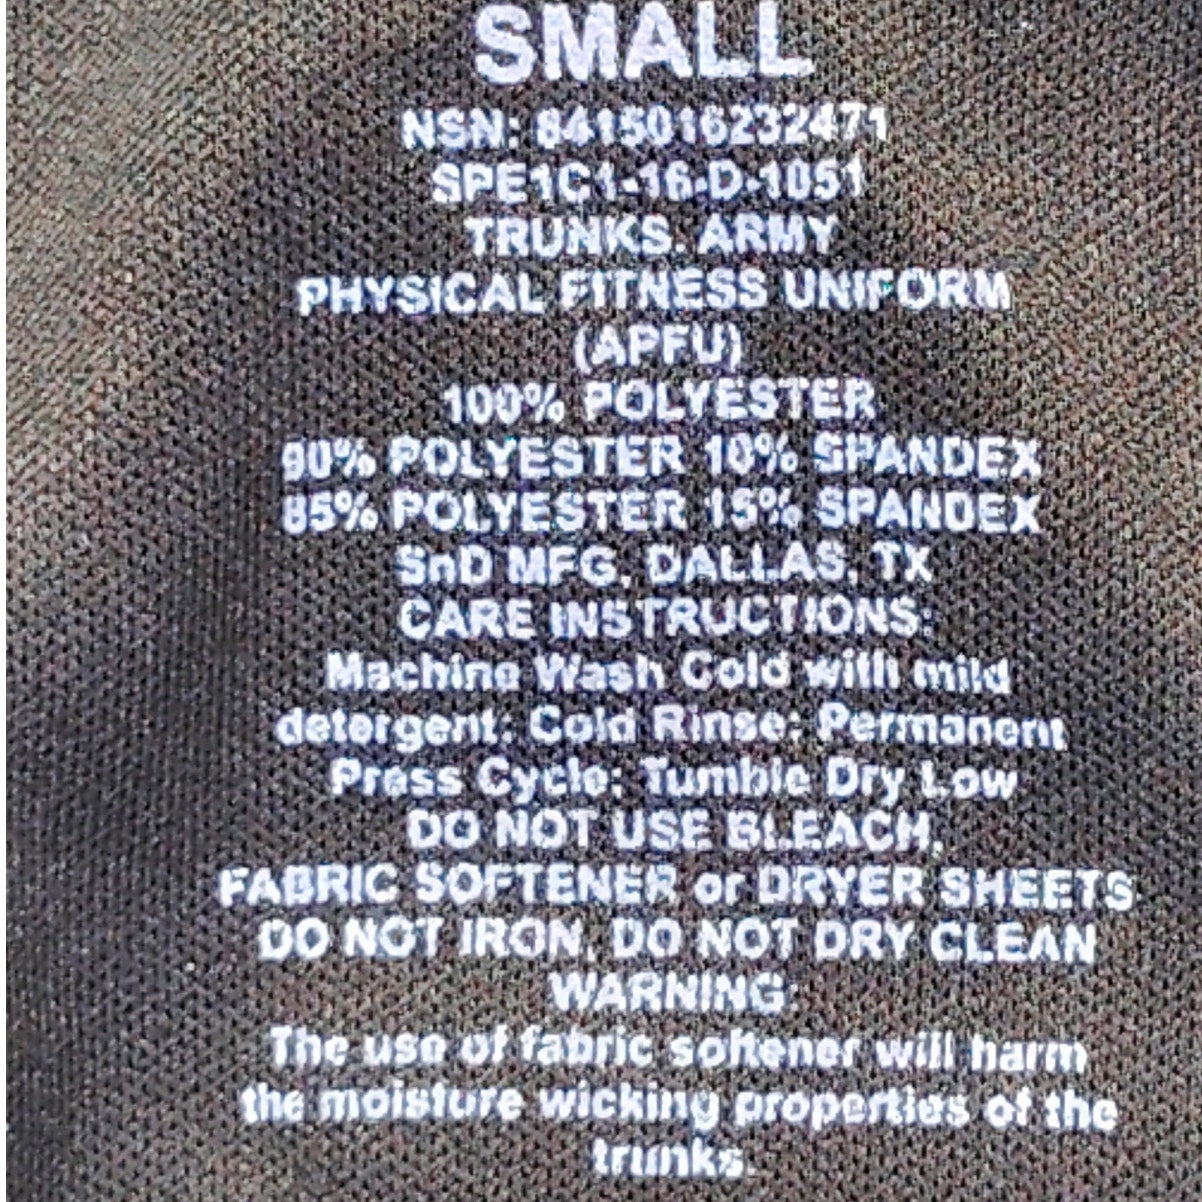 SMALL
NSN: 8415016232471
SPE1C1-16-D-1051
TRUNKS. ARMY
PHYSICAL FITNESS UNIFORM
(APFU)
100% POLYESTER
90% POLYESTER 10% SPANDEX
85% POLYESTER 15% SPANDEX
SnD MFG, DALLAS, TX
CARE INSTRUCTIONS:
Machine Wash Cold with mild
detergent: Cold Rinse: Permanent
Press Cycle: Tumble Dry Low
DO NOT USE BLEACH,
FABRIC SOFTENER or DRYER SHEETS
DO NOT IRON, DO NOT DRY CLEAN
WARNING:
The use of fabric softener will harm
the moisture wicking properties of the
trunks.